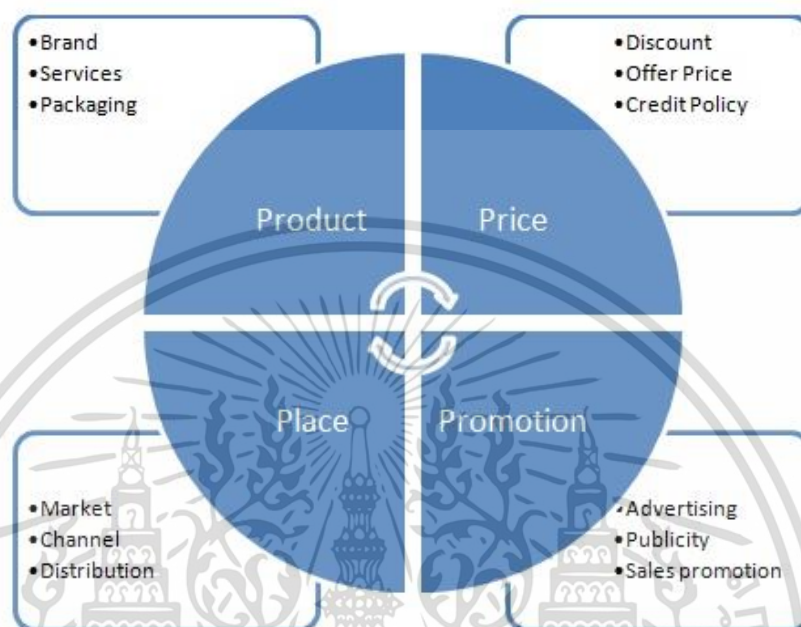 •Brand
•Services
•Packaging
•Discount
•Offer Price
•Credit Policy
Product
Price
Place
Promotion
•Market
•Channel
•Distribution
•Advertising
•Publicity
•Sales promotion